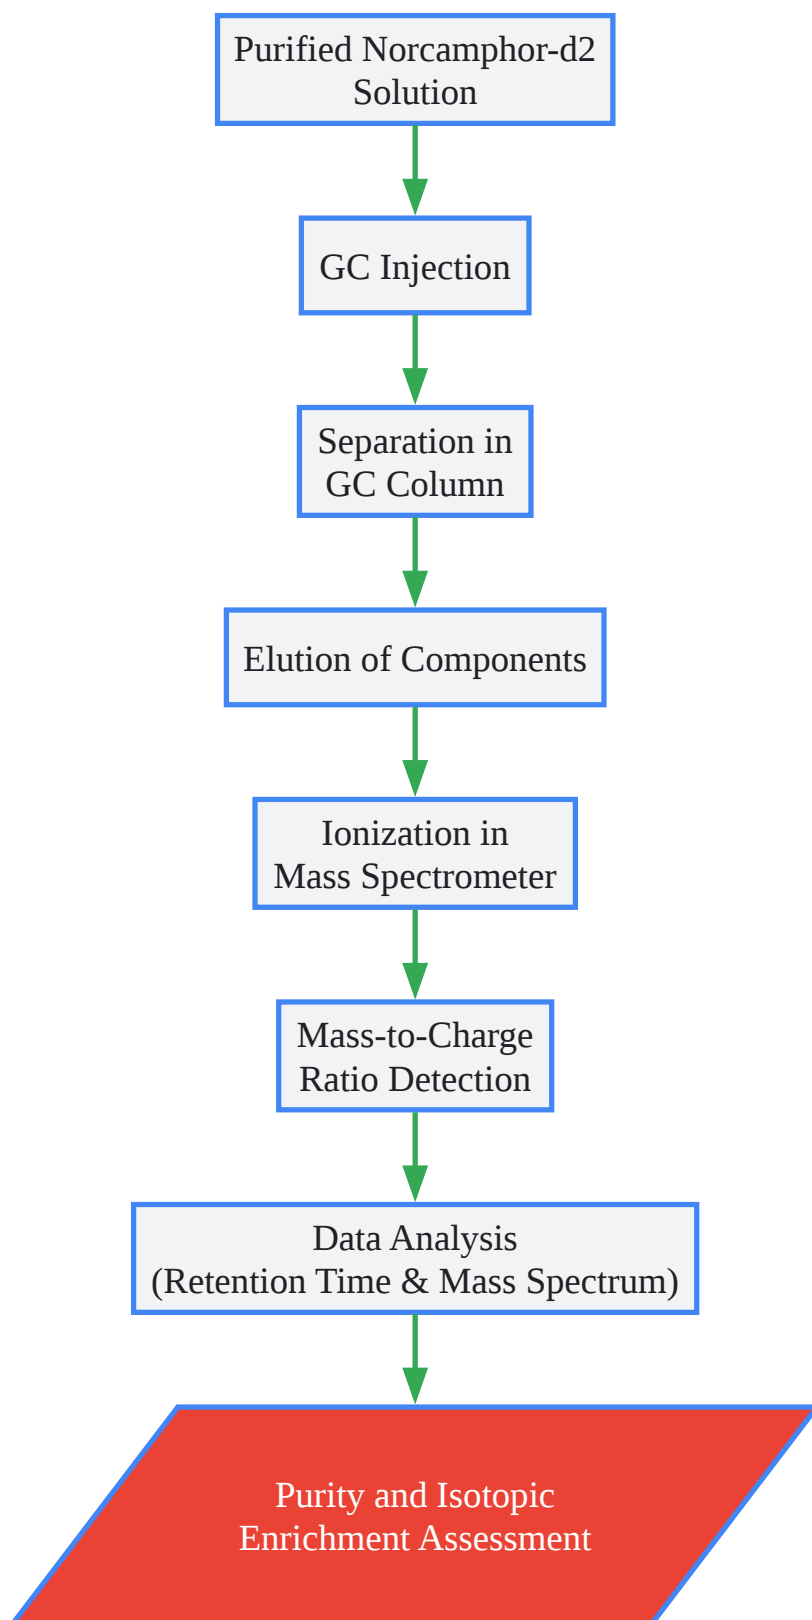 Purified Norcamphor-d2
Solution
GC Injection
Separation in
GC Column
Elution of Components
Ionization in
Mass Spectrometer
Mass-to-Charge
Ratio Detection
Data Analysis
(Retention Time & Mass Spectrum)
Purity and Isotopic
Enrichment Assessment